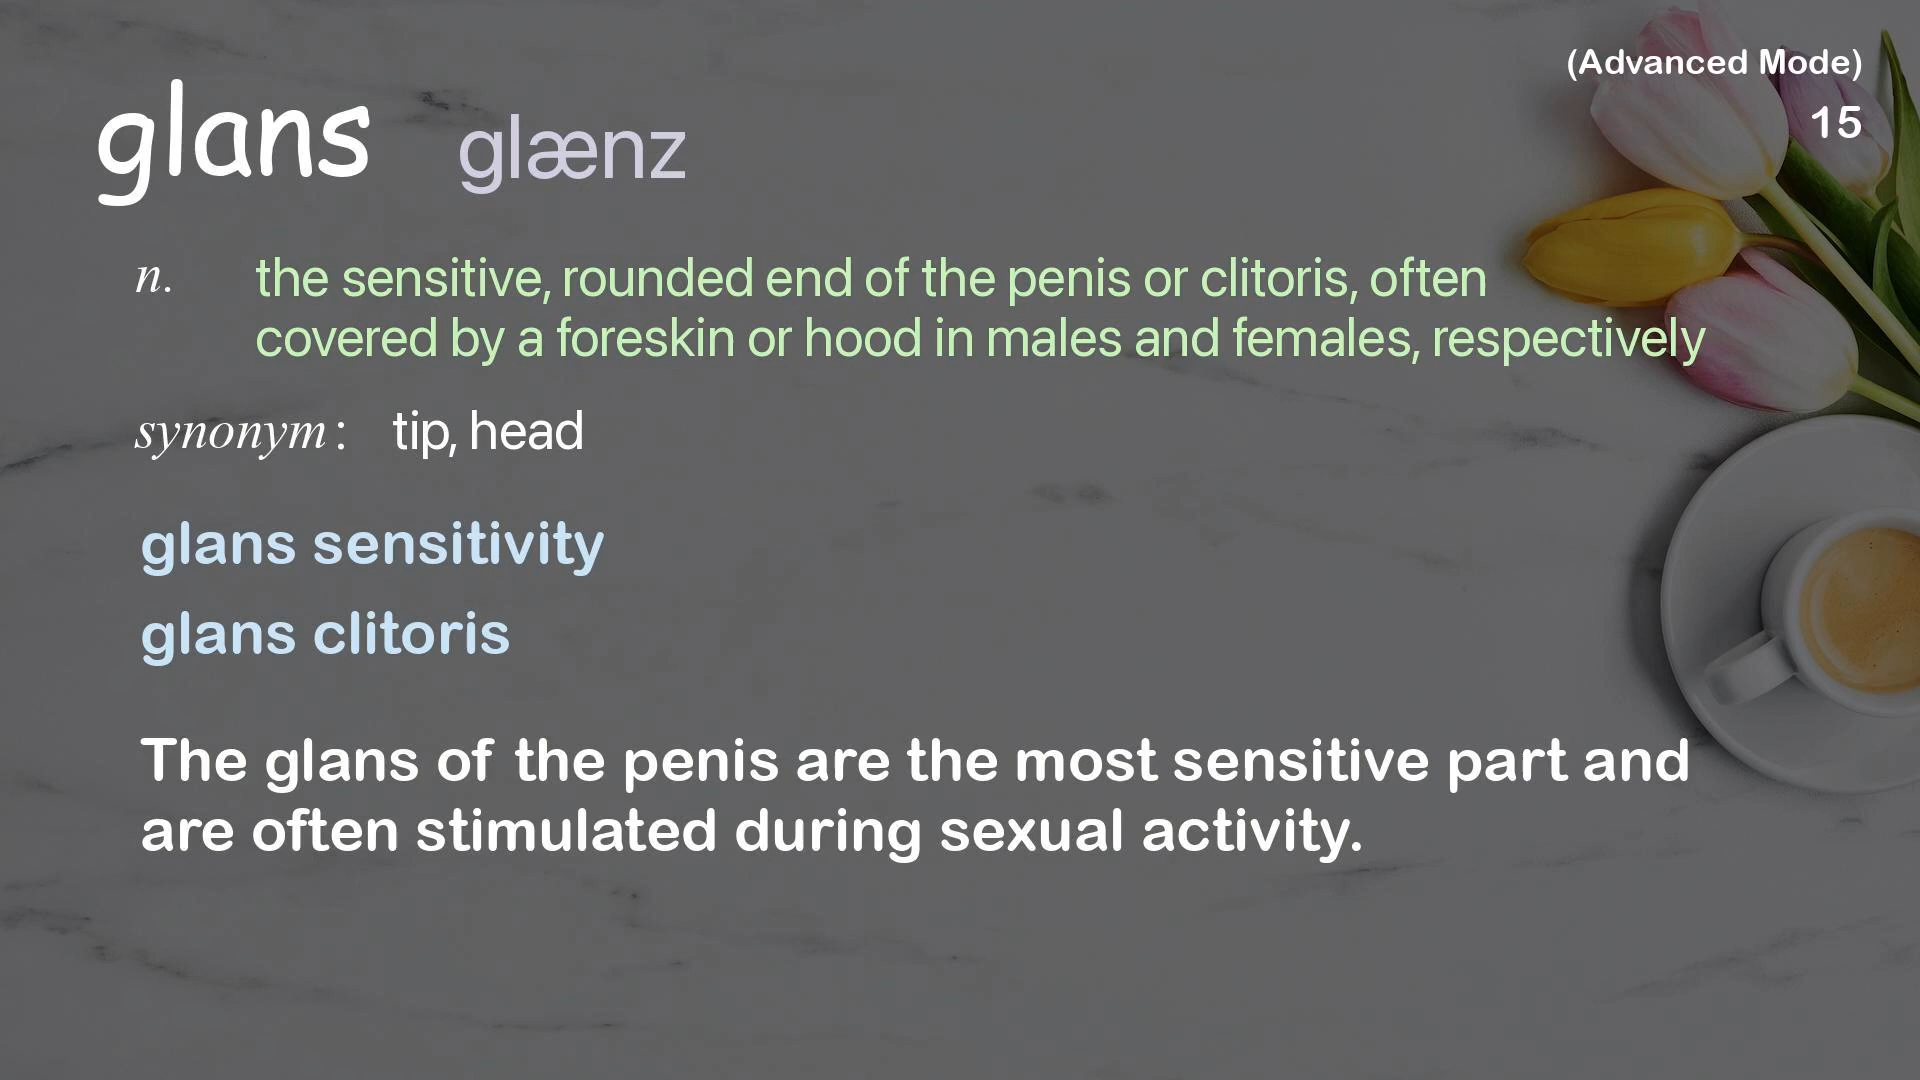 (Advanced Mode)
15
glans glænz
n. the sensitive, rounded end of the penis or clitoris, often
covered by a foreskin or hood in males and females, respectively
synonym: tip, head
glans sensitivity
glans clitoris
The glans of the penis are the most sensitive part and
are often stimulated during sexual activity.